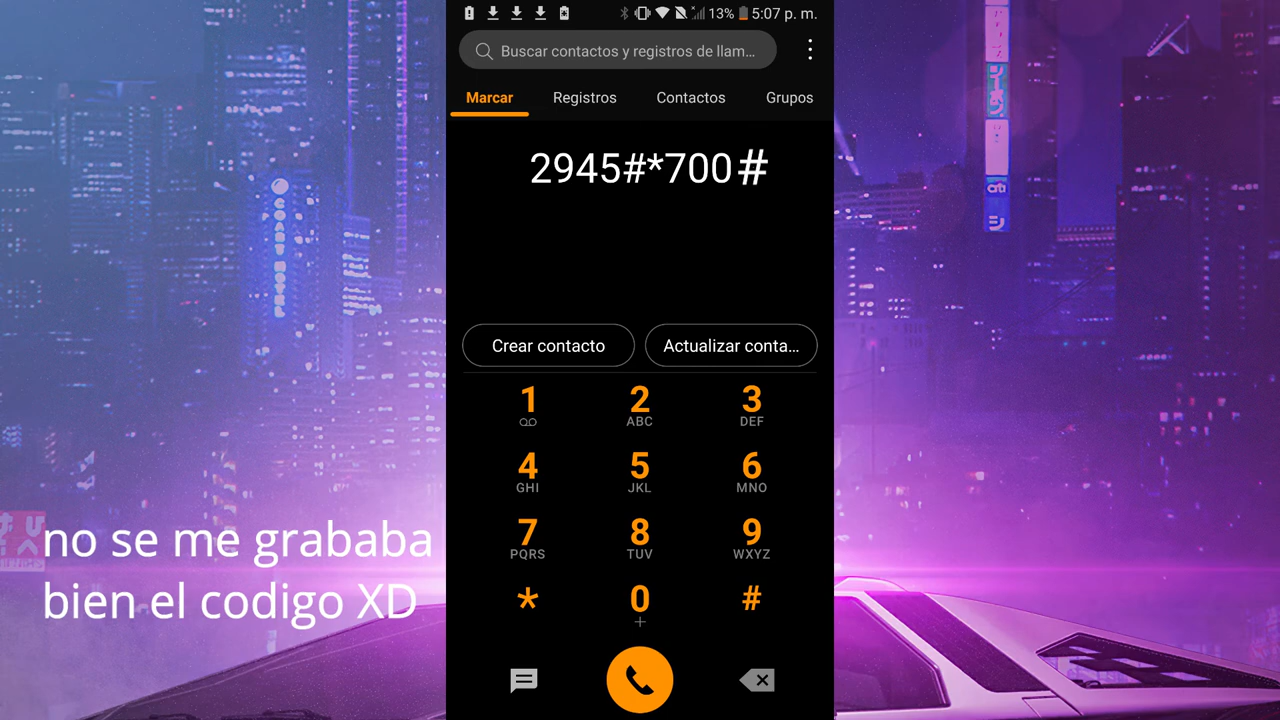 13% 5:07 p. m.
Buscar contactos y registros de llam...
Marcar Registros Contactos Grupos
2945#*700#
Crear contacto Actualizar conta...
1 2 3
ABC DEF
4 5 6
GHI JKL MNO
7 8 9
PQRS TUV WXYZ
* 0 #
+
no se me grababa
bien el codigo XD
citi